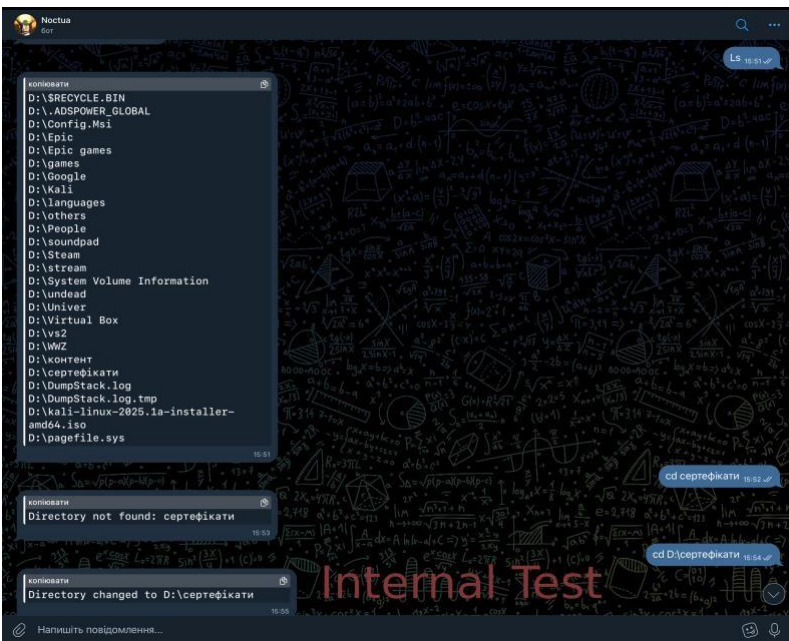 Noctua
бот
Ls 15:51
копіювати
D:\$RECYCLE.BIN
D:\.ADSPOWER_GLOBAL
D:\Config.Msi
D:\Epic
D:\Epic games
D:\games
D:\Google
D:\Kali
D:\languages
D:\others
D:\People
D:\soundpad
D:\Steam
D:\stream
D:\System Volume Information
D:\undead
D:\Univer
D:\Virtual Box
D:\vs2
D:\WWZ
D:\контент
D:\сертефікати
D:\DumpStack.log
D:\DumpStack.log.tmp
D:\kali-linux-2025.1a-installer-
amd64.iso
D:\pagefile.sys
15:51
cd сертефікати 15:52
копіювати
Directory not found: сертефікати
15:53
cd D:\сертефікати 15:54
копіювати
Directory changed to D:\сертефікати
15:55
Internal Test
Напишіть повідомлення...